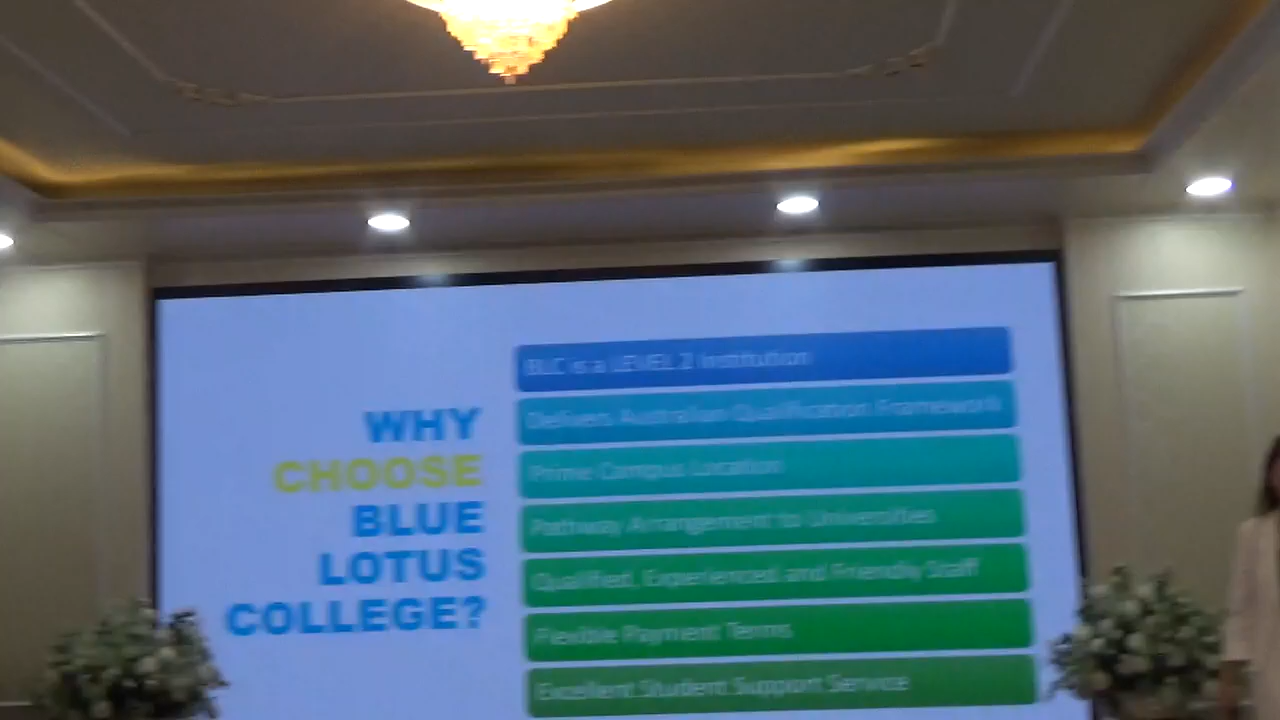 WHY
CHOOSE
BLUE
LOTUS
COLLEGE?
BLC is a LEVEL 2 Institution
Delivers Australian Qualification Framework
Prime Campus Location
Pathway Arrangement to Universities
Qualified, Experienced and Friendly Staff
Flexible Payment Terms
Excellent Student Support Service